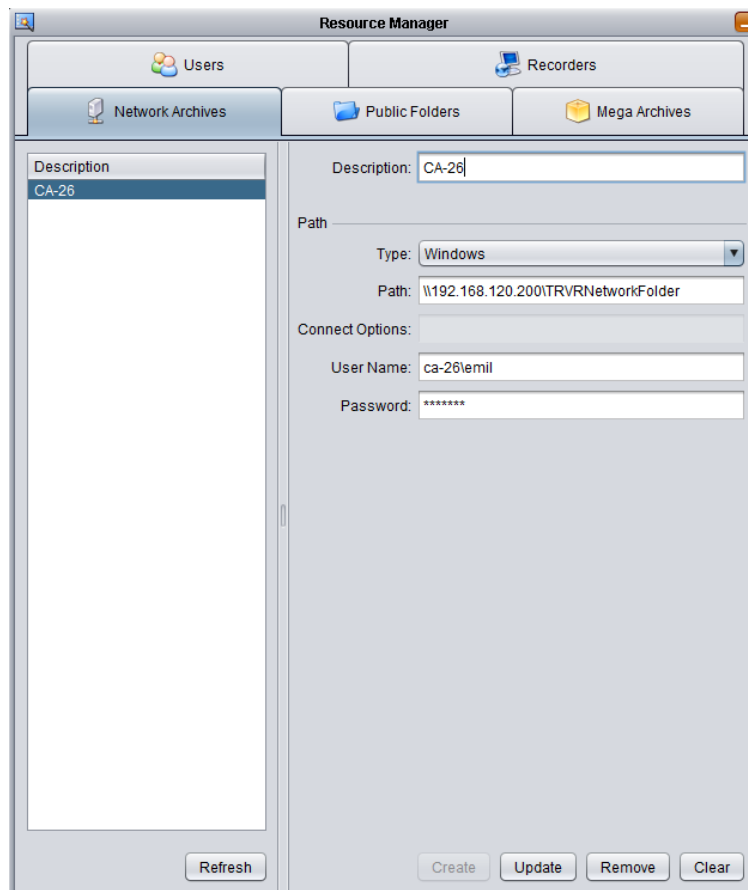 Resource Manager
Users
Recorders
Network Archives
Public Folders
Mega Archives
Description
CA-26
Description: CA-26
Path
Type: Windows
Path: \\192.168.120.200\TRVRNetworkFolder
Connect Options:
User Name: ca-26\emil
Password: *******
Refresh
Create
Update
Remove
Clear